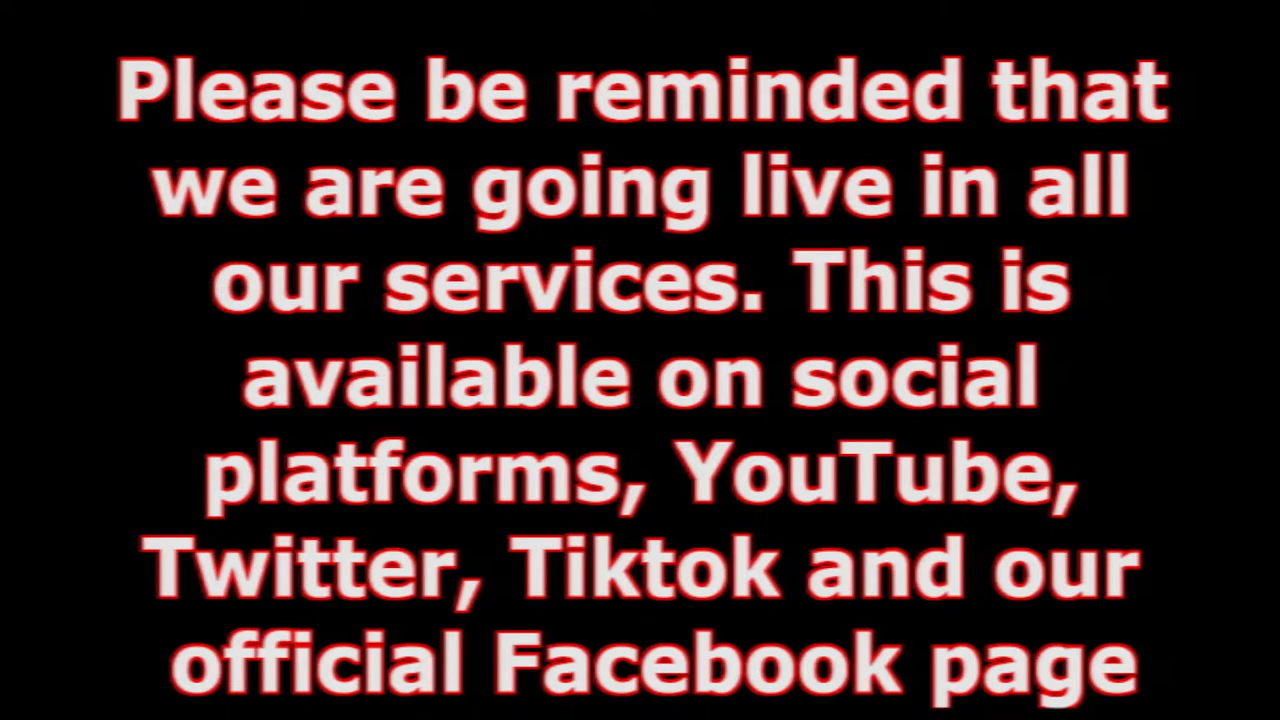 Please be reminded that
we are going live in all
our services. This is
available on social
platforms, YouTube,
Twitter, Tiktok and our
official Facebook page